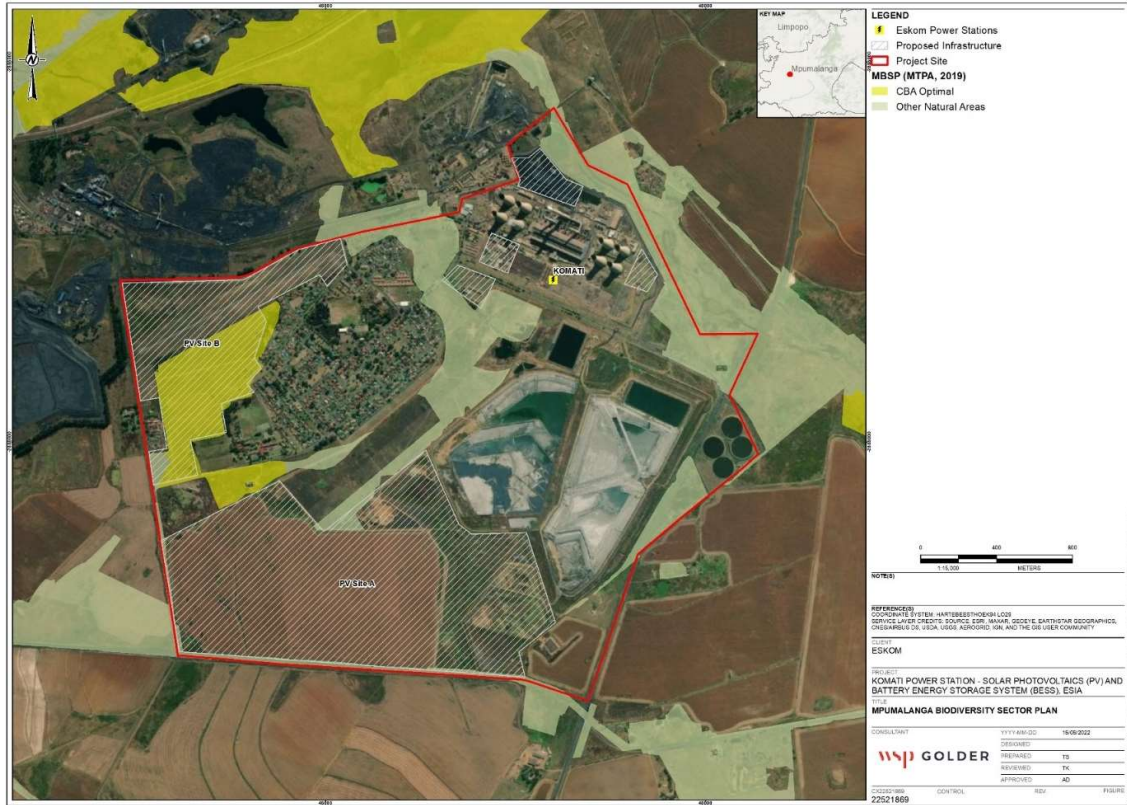 N
KEY MAP
Limpopo
Mpumalanga
KOMATI
PV Site B
PV Site A
LEGEND
Eskom Power Stations
Proposed Infrastructure
Project Site
MBSP (MTPA, 2019)
CBA Optimal
Other Natural Areas
0 400 800
1:15,000 METERS
NOTE(S)
REFERENCE(S)
COORDINATE SYSTEM: HARTEBEESTHOEK94 LO29
SERVICE LAYER CREDITS: SOURCE: ESRI, MAXAR, GEOEYE, EARTHSTAR GEOGRAPHICS,
CNES/AIRBUS DS, USDA, USGS, AEROGRID, IGN, AND THE GIS USER COMMUNITY
CLIENT
ESKOM
PROJECT
KOMATI POWER STATION - SOLAR PHOTOVOLTAICS (PV) AND
BATTERY ENERGY STORAGE SYSTEM (BESS), ESIA
TITLE
MPUMALANGA BIODIVERSITY SECTOR PLAN
CONSULTANT
wsp GOLDER
YYYY-MM-DD
DESIGNED
PREPARED TS
REVIEWED TK
APPROVED AD
CONTROL REV FIGURE
22521869